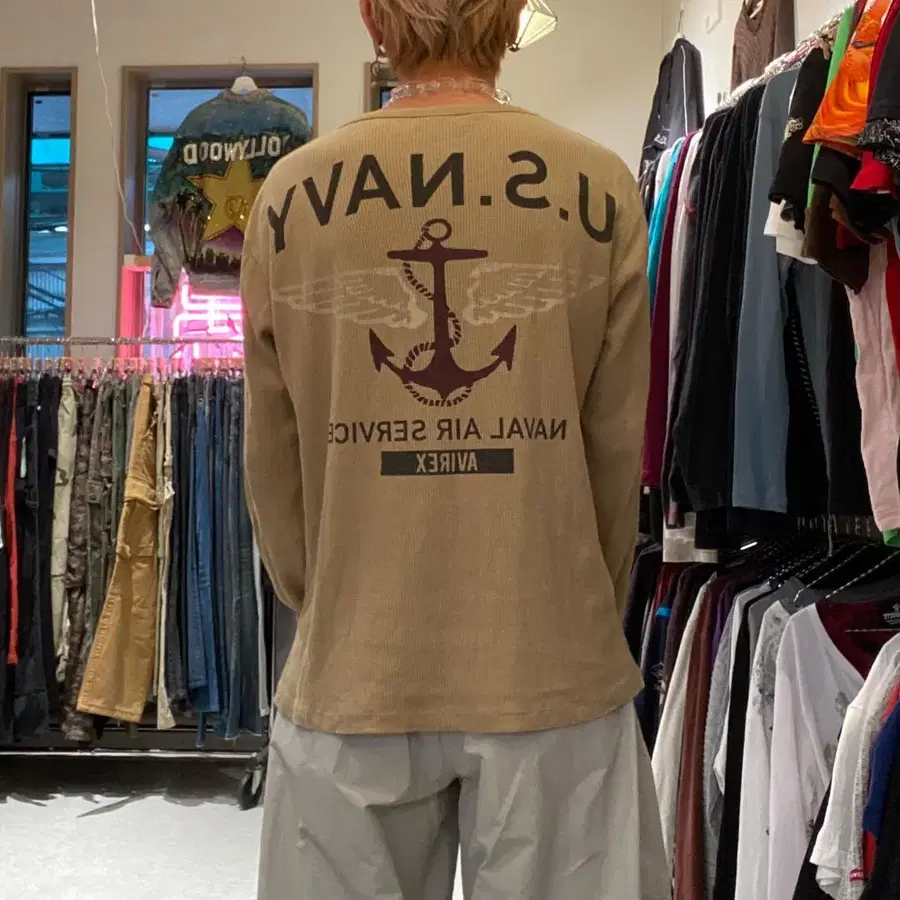 U.S.NAVY
NAVAL AIR SERVICE
AVIREX
OLLYWOOD